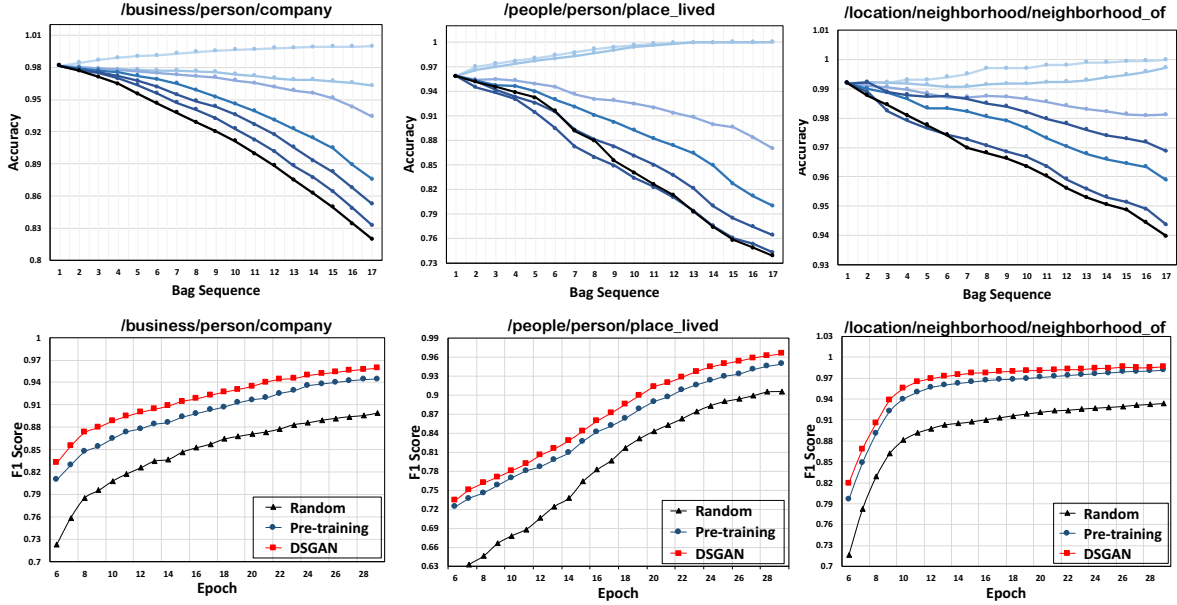 /business/person/company
1.01
0.98
0.95
0.92
0.89
0.86
0.83
0.8
Accuracy
1 2 3 4 5 6 7 8 9 10 11 12 13 14 15 16 17
Bag Sequence
/people/person/place_lived
1
0.97
0.94
0.91
0.88
0.85
0.82
0.79
0.76
0.73
Accuracy
1 2 3 4 5 6 7 8 9 10 11 12 13 14 15 16 17
Bag Sequence
/location/neighborhood/neighborhood_of
1.01
1
0.99
0.98
0.97
0.96
0.95
0.94
0.93
Accuracy
1 2 3 4 5 6 7 8 9 10 11 12 13 14 15 16 17
Bag Sequence
/business/person/company
1
0.97
0.94
0.91
0.88
0.85
0.82
0.79
0.76
0.73
0.7
F1 Score
Random
Pre-training
DSGAN
6 8 10 12 14 16 18 20 22 24 26 28
Epoch
/people/person/place_lived
0.99
0.96
0.93
0.9
0.87
0.84
0.81
0.78
0.75
0.72
0.69
0.66
0.63
F1 Score
Random
Pre-training
DSGAN
6 8 10 12 14 16 18 20 22 24 26 28
Epoch
/location/neighborhood/neighborhood_of
1.03
1
0.97
0.94
0.91
0.88
0.85
0.82
0.79
0.76
0.73
0.7
F1 Score
Random
Pre-training
DSGAN
6 8 10 12 14 16 18 20 22 24 26 28
Epoch